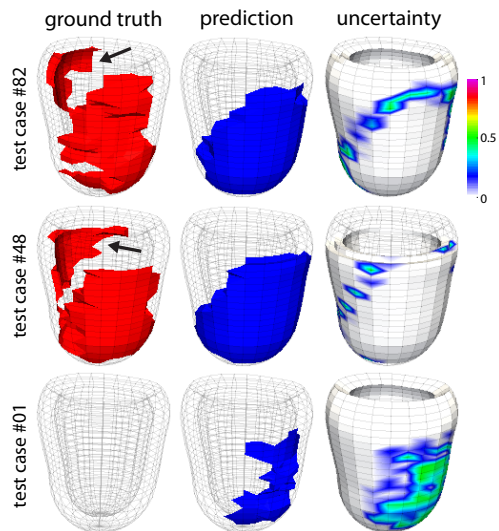 ground truth prediction uncertainty
test case #82
1
0.5
0
test case #48
test case #01